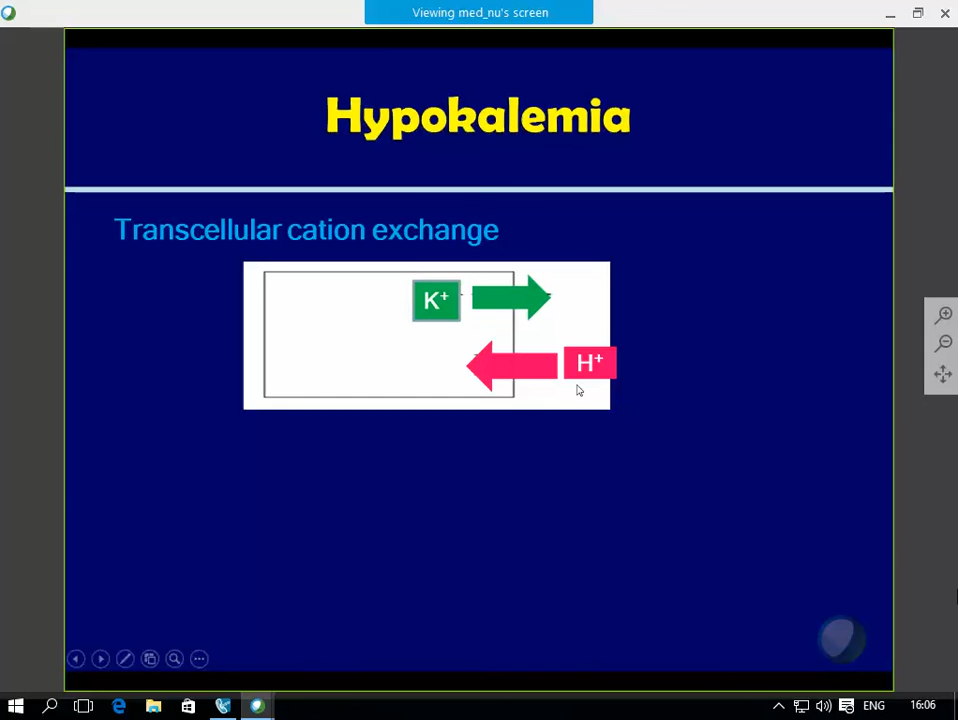 Viewing med_nu's screen
Hypokalemia
Transcellular cation exchange
K+
H+
ENG
16:06